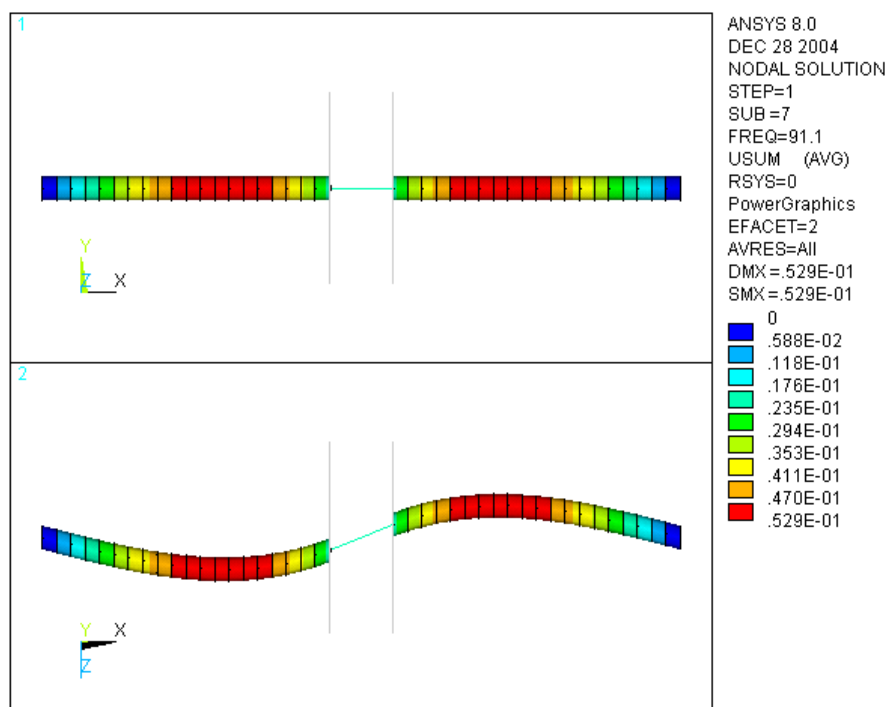 1
Y
Z X
2
Y X
Z
ANSYS 8.0
DEC 28 2004
NODAL SOLUTION
STEP=1
SUB =7
FREQ=91.1
USUM (AVG)
RSYS=0
PowerGraphics
EFACET=2
AVRES=All
DMX =.529E-01
SMX =.529E-01
0
.588E-02
.118E-01
.176E-01
.235E-01
.294E-01
.353E-01
.411E-01
.470E-01
.529E-01